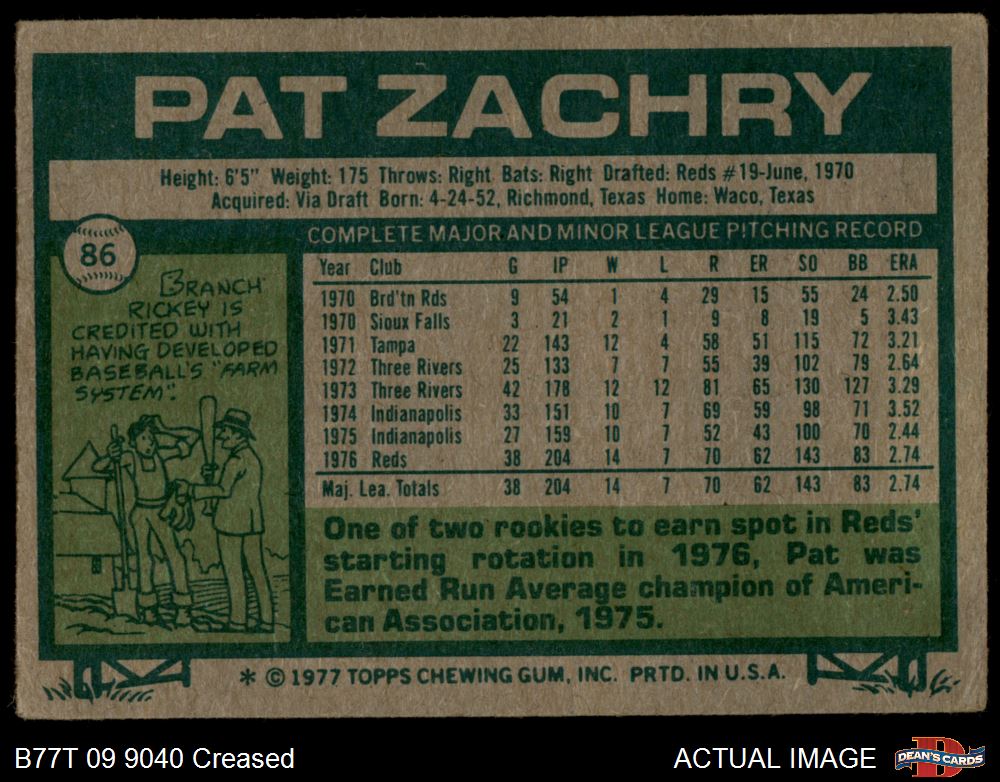 PAT ZACHRY
Height: 6'5" Weight: 175 Throws: Right Bats: Right Drafted: Reds #19-June, 1970
Acquired: Via Draft Born: 4-24-52, Richmond, Texas Home: Waco, Texas
86
BRANCH
RICKEY IS
CREDITED WITH
HAVING DEVELOPED
BASEBALL'S "FARM
SYSTEM".
COMPLETE MAJOR AND MINOR LEAGUE PITCHING RECORD
Year Club G IP W L R ER SO BB ERA
1970 Brd'tn Rds 9 54 1 4 29 15 55 24 2.50
1970 Sioux Falls 3 21 2 1 9 8 19 5 3.43
1971 Tampa 22 143 12 4 58 51 115 72 3.21
1972 Three Rivers 25 133 7 7 55 39 102 79 2.64
1973 Three Rivers 42 178 12 12 81 65 130 127 3.29
1974 Indianapolis 33 151 10 7 69 59 98 71 3.52
1975 Indianapolis 27 159 10 7 52 43 100 70 2.44
1976 Reds 38 204 14 7 70 62 143 83 2.74
Maj. Lea. Totals 38 204 14 7 70 62 143 83 2.74
One of two rookies to earn spot in Reds'
starting rotation in 1976, Pat was
Earned Run Average champion of Ameri-
can Association, 1975.
* © 1977 TOPPS CHEWING GUM, INC. PRTD. IN U.S.A.
B77T 09 9040 Creased
ACTUAL IMAGE
D
DEAN'S CARDS